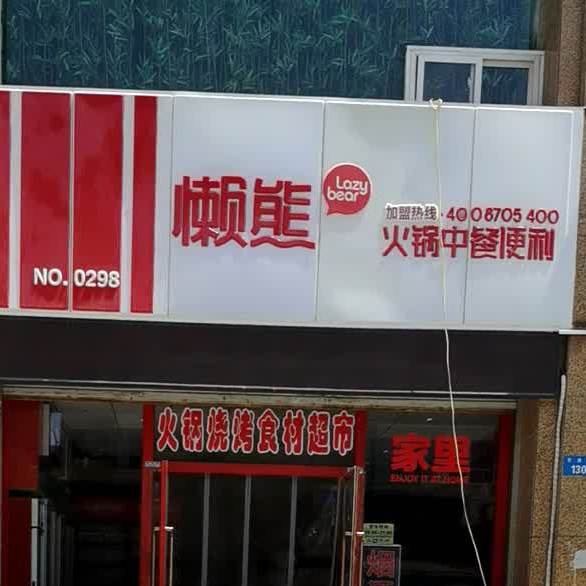 懒熊
Lazy
bear
加盟热线·400 8705 400
火锅中餐便利
NO. 0298
火锅烧烤食材超市
家里
ENJOY IT AT HOME
130